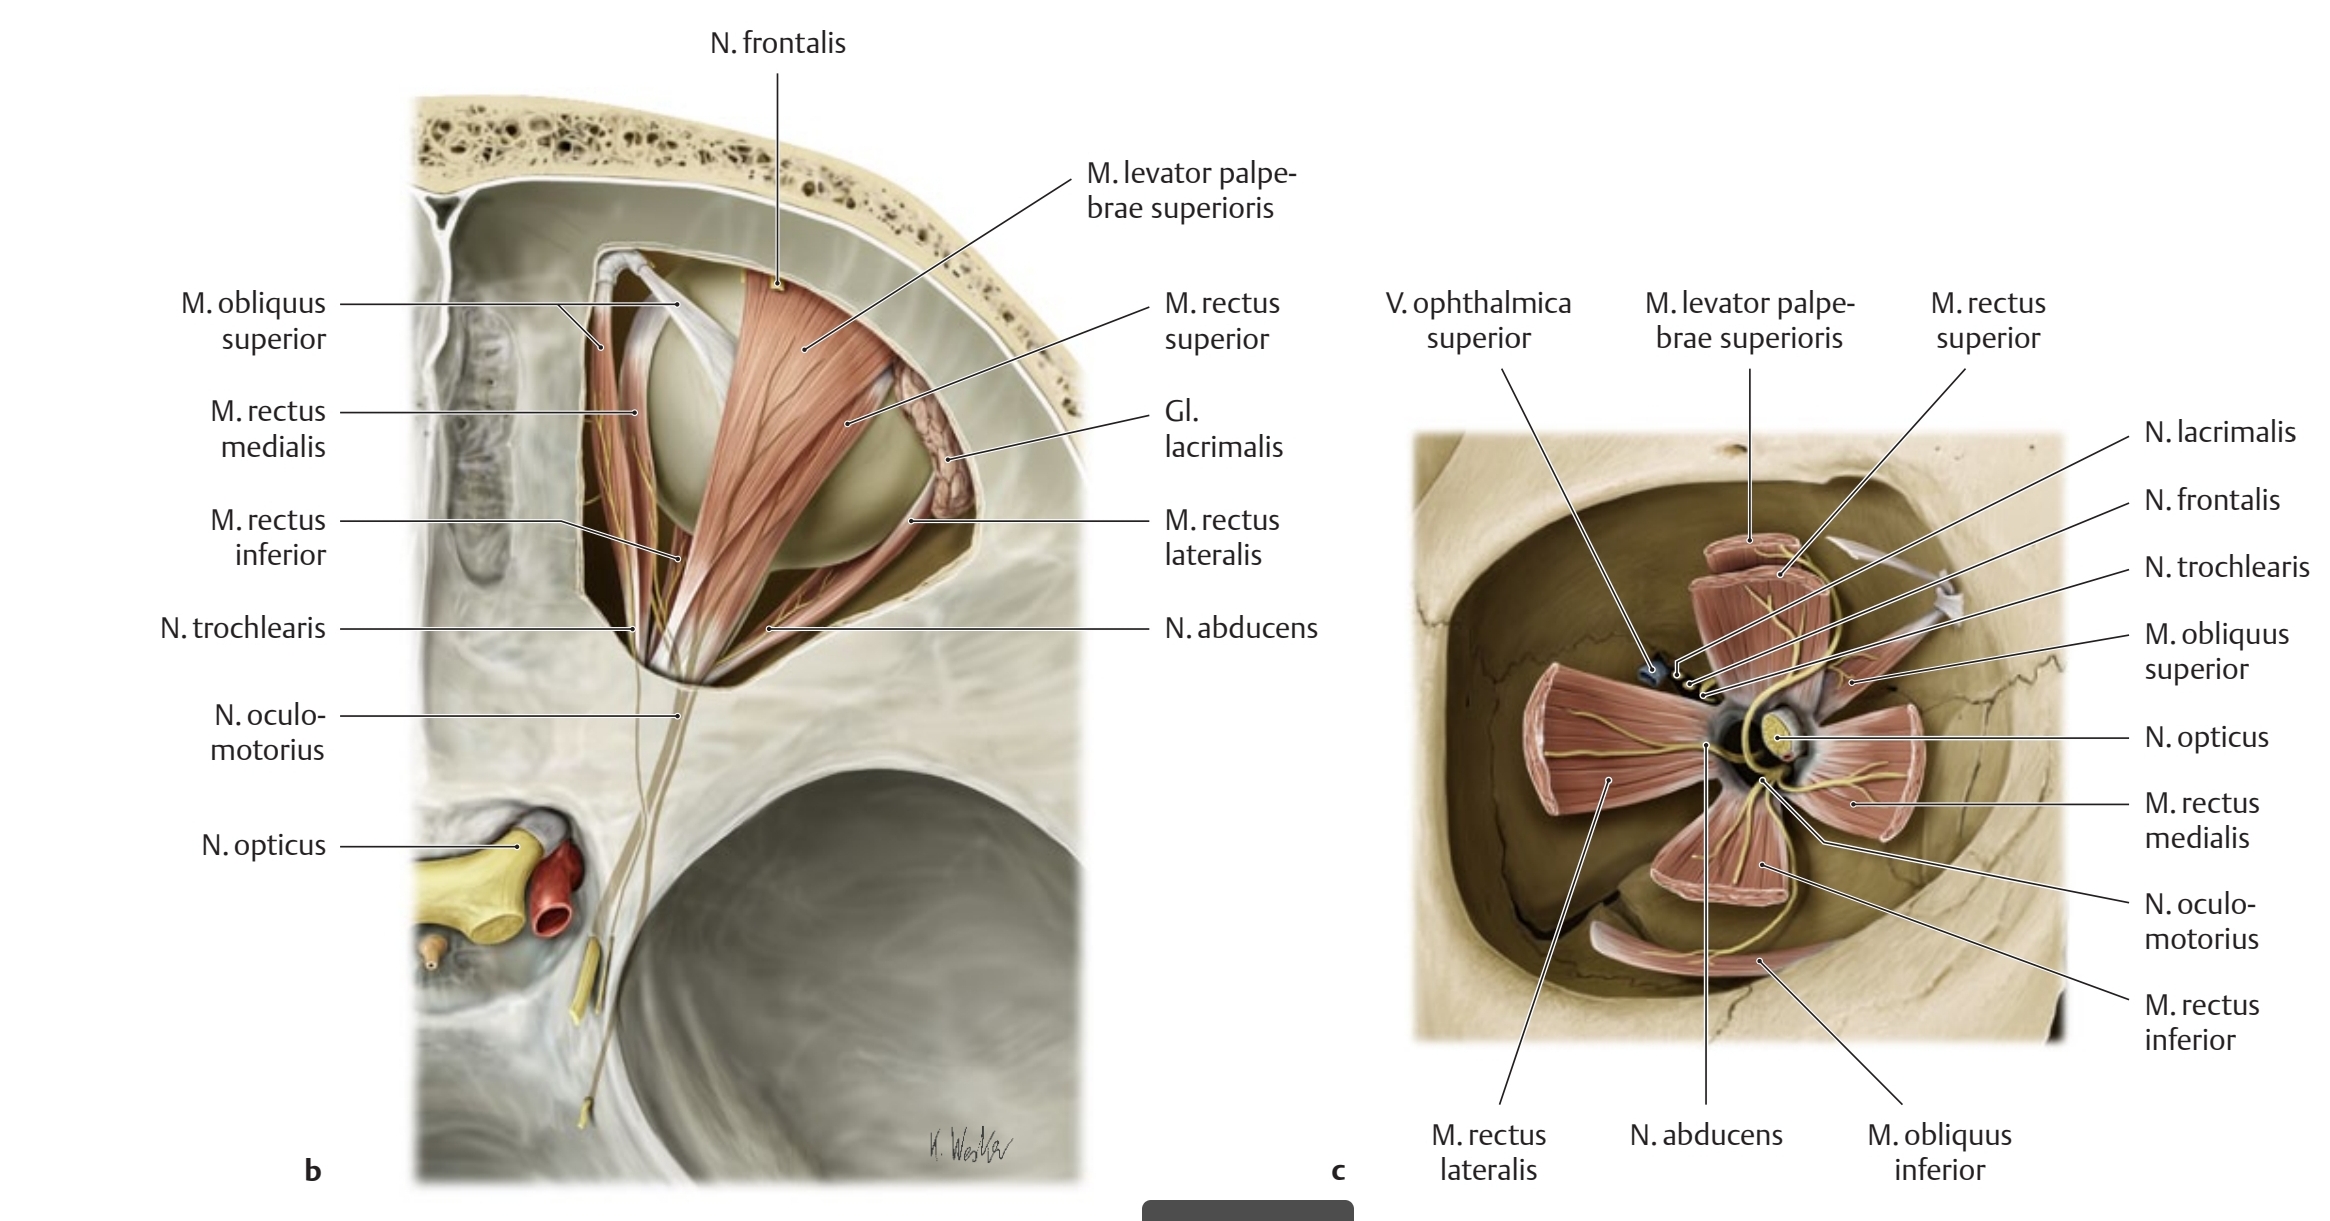 N. frontalis
M. levator palpe-
brae superioris
M. obliquus
superior
M. rectus
superior
M. rectus
medialis
Gl.
lacrimalis
M. rectus
inferior
M. rectus
lateralis
N. trochlearis
N. abducens
N. oculo-
motorius
N. opticus
K. Wesker
b
V. ophthalmica
superior
M. levator palpe-
brae superioris
M. rectus
superior
N. lacrimalis
N. frontalis
N. trochlearis
M. obliquus
superior
N. opticus
M. rectus
medialis
N. oculo-
motorius
M. rectus
inferior
M. rectus
lateralis
N. abducens
M. obliquus
inferior
c